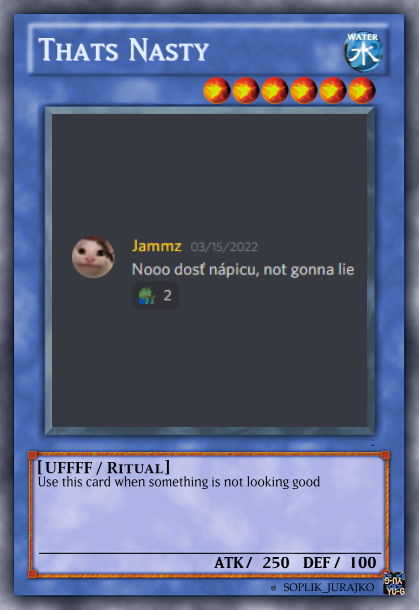 Thats Nasty
WATER
水
Jammz 03/15/2022
Nooo dosť nápicu, not gonna lie
2
[UFFFF / Ritual]
Use this card when something is not looking good
ATK / 250 DEF / 100
SOPLIK_JURAJKO